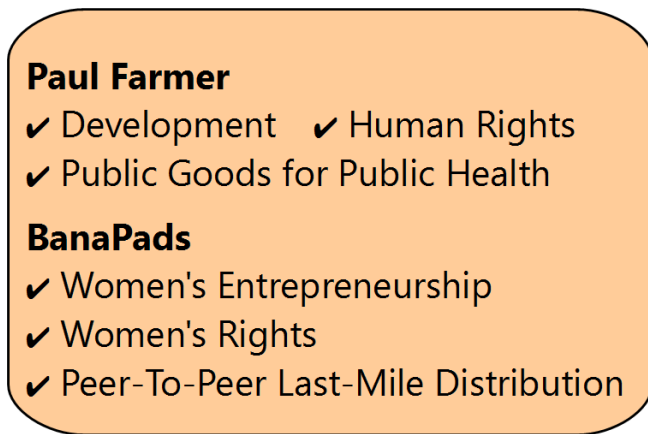 Paul Farmer
✔ Development ✔ Human Rights
✔ Public Goods for Public Health
BanaPads
✔ Women's Entrepreneurship
✔ Women's Rights
✔ Peer-To-Peer Last-Mile Distribution